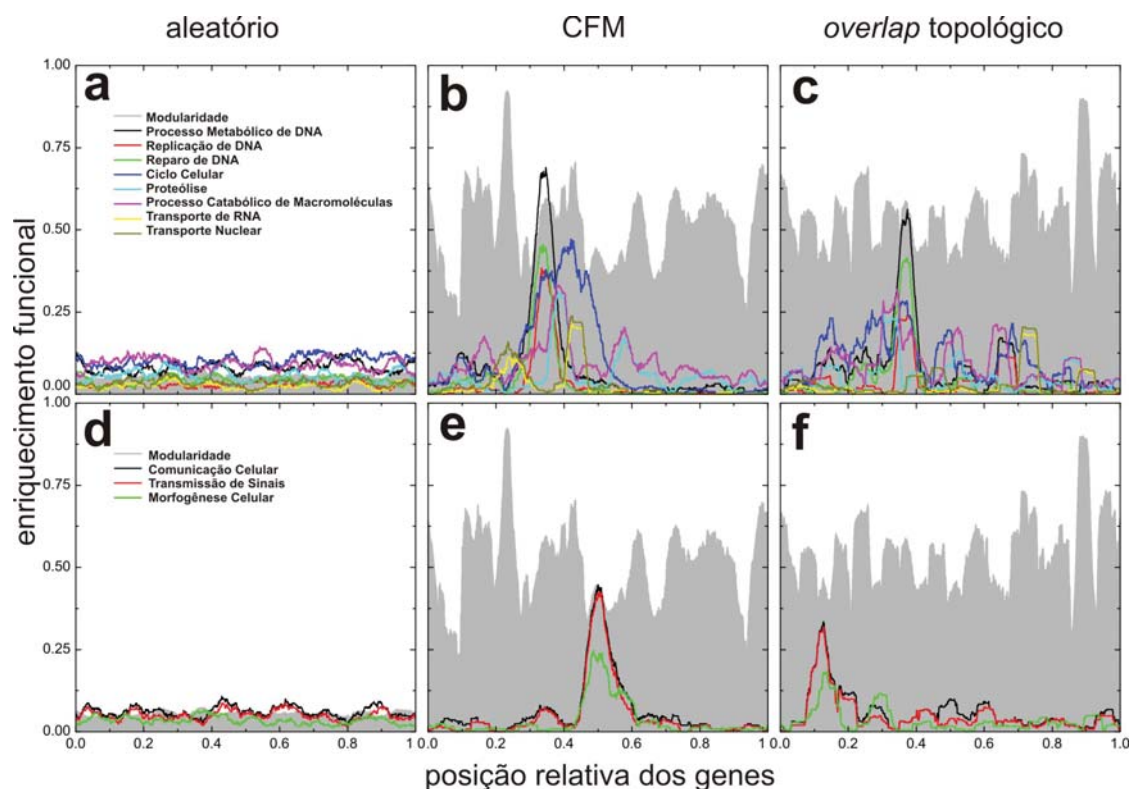 aleatório CFM overlap topológico
a b c
1.00
0.75
0.50
0.25
0.00
Modularidade
Processo Metabólico de DNA
Replicação de DNA
Reparo de DNA
Ciclo Celular
Proteólise
Processo Catabólico de Macromoléculas
Transporte de RNA
Transporte Nuclear
enriquecimento funcional
d e f
1.00
0.75
0.50
0.25
0.00
Modularidade
Comunicação Celular
Transmissão de Sinais
Morfogênese Celular
0.0 0.2 0.4 0.6 0.8 1.0 0.2 0.4 0.6 0.8 1.0 0.0 0.2 0.4 0.6 0.8 1.0
posição relativa dos genes